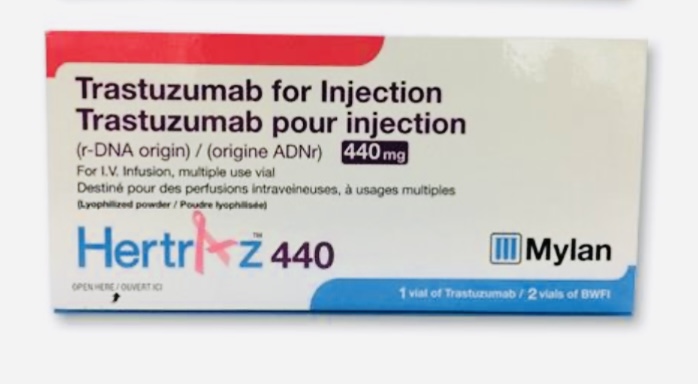 Trastuzumab for Injection
Trastuzumab pour injection
(r-DNA origin) / (origine ADNr) 440 mg
For I.V. Infusion, multiple use vial
Destiné pour des perfusions intraveineuses, à usages multiples
(Lyophilized powder / Poudre lyophilisée)
Hertraz™ 440
Mylan
OPEN HERE / OUVERT ICI
1 vial of Trastuzumab / 2 vials of BWFI